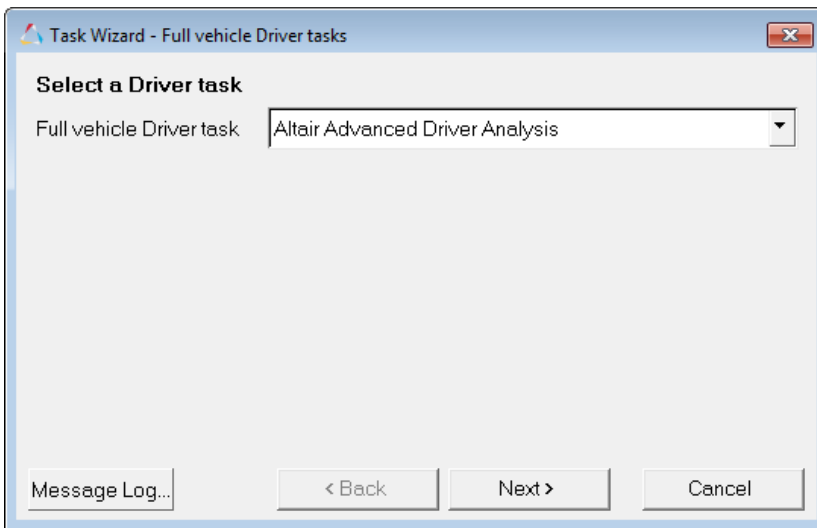 Task Wizard - Full vehicle Driver tasks
Select a Driver task
Full vehicle Driver task Altair Advanced Driver Analysis
Message Log... < Back Next > Cancel